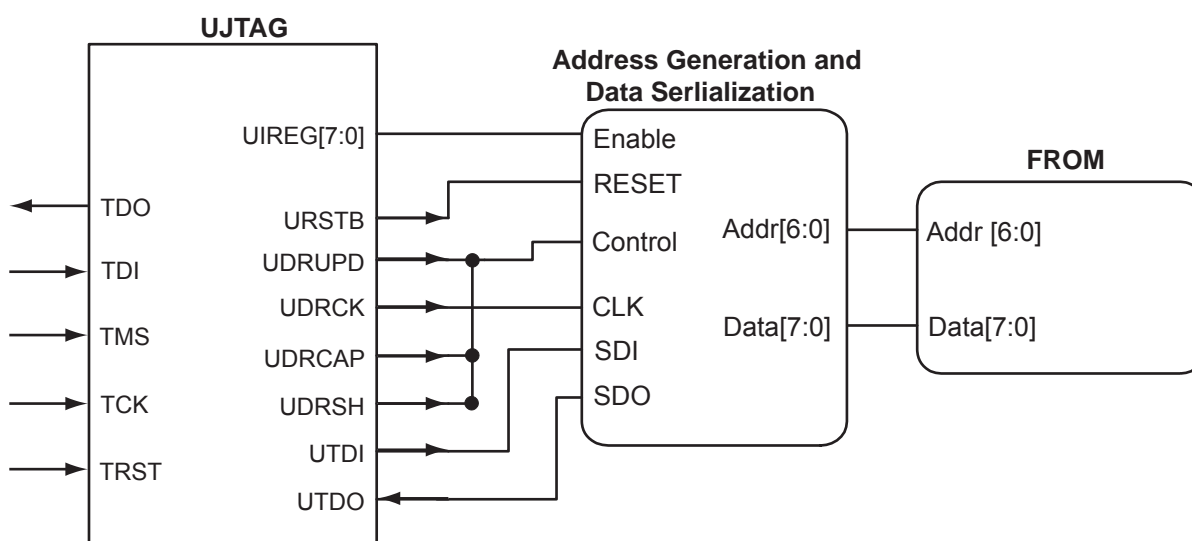 UJTAG
UIREG[7:0]
TDO
URSTB
TDI
UDRUPD
UDRCK
TMS
UDRCAP
TCK
UDRSH
UTDI
TRST
UTDO
Address Generation and
Data Serlialization
Enable
RESET
Control
Addr[6:0]
CLK
Data[7:0]
SDI
SDO
FROM
Addr [6:0]
Data[7:0]